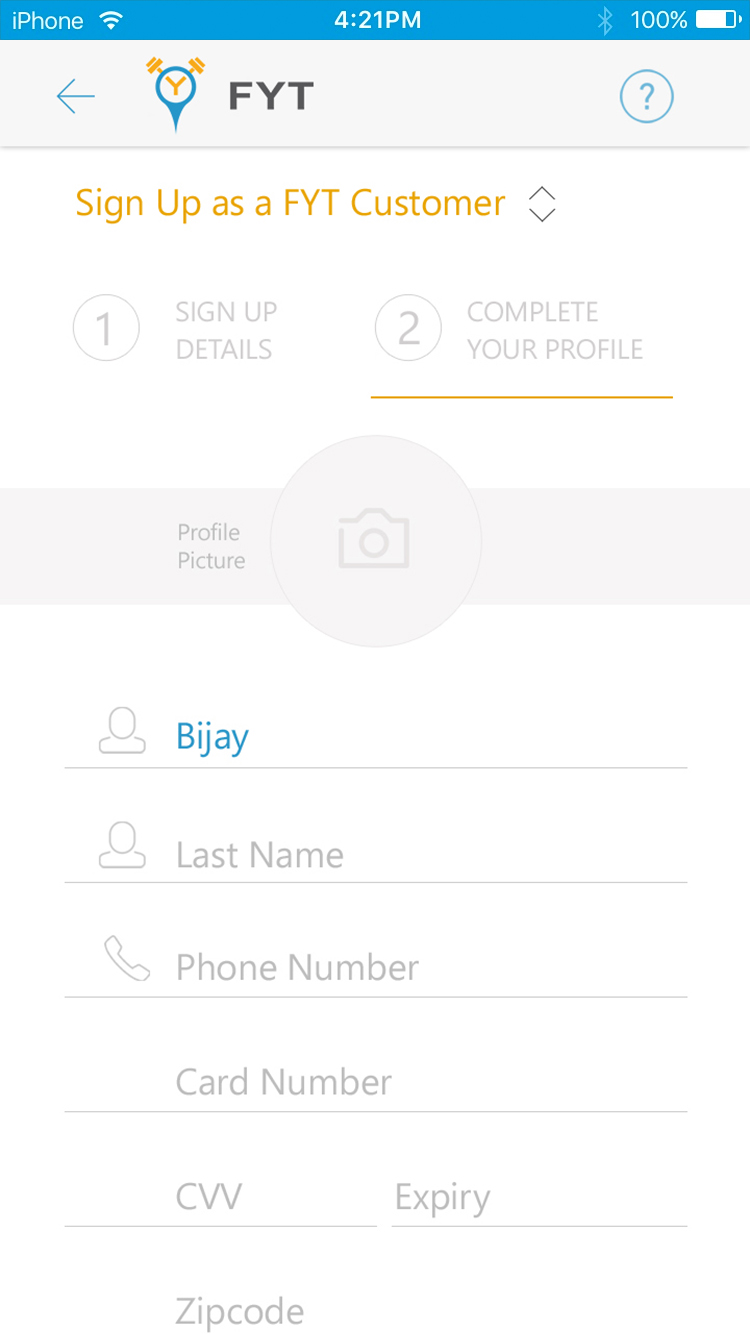 iPhone 4:21PM 100%
Y FYT ?
Sign Up as a FYT Customer
1 SIGN UP DETAILS
2 COMPLETE YOUR PROFILE
Profile
Picture
Bijay
Last Name
Phone Number
Card Number
CVV Expiry
Zipcode